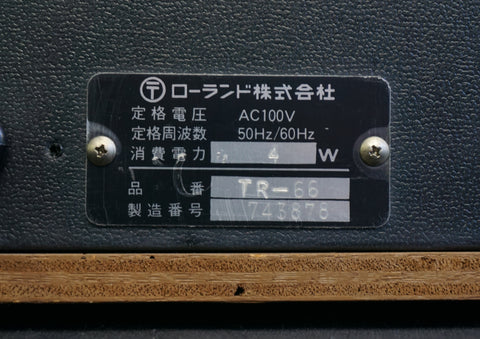 〒 ローランド株式会社
定格電圧 AC100V
定格周波数 50Hz/60Hz
消費電力 4 W
品番 TR-66
製造番号 743878